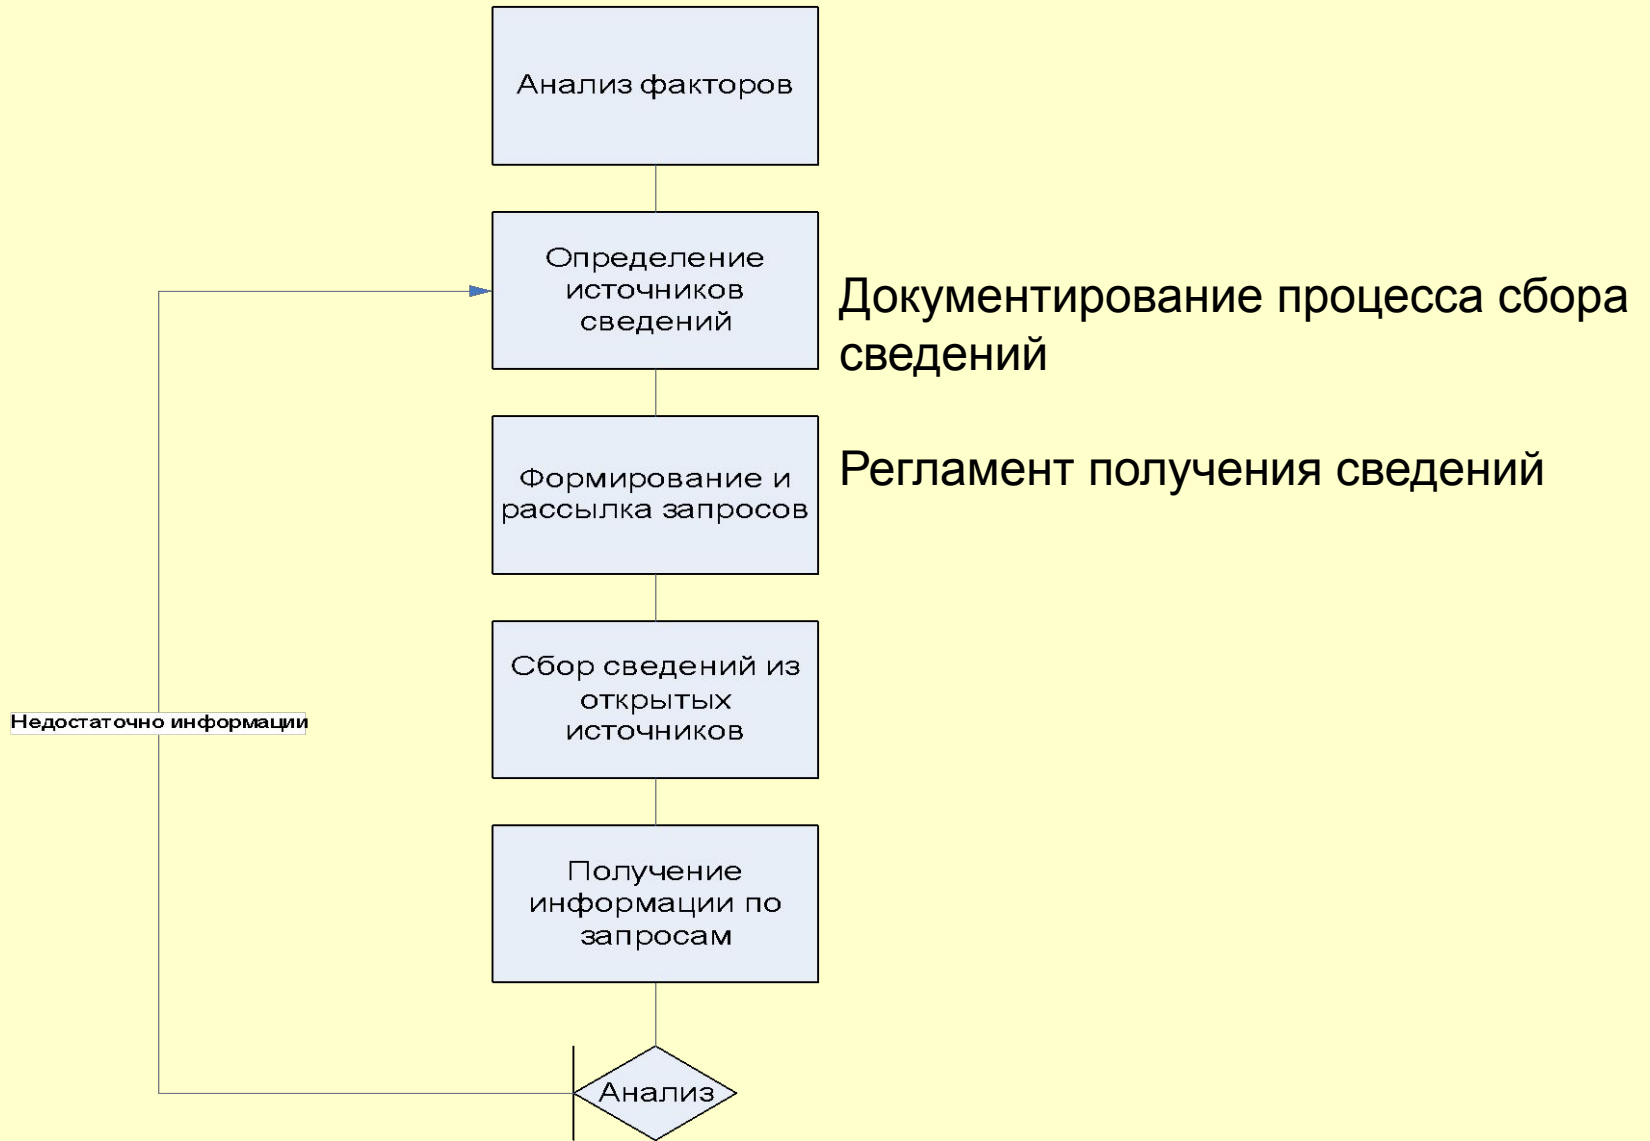 Анализ факторов
Определение
источников
сведений
Документирование процесса сбора
сведений
Формирование и
рассылка запросов
Регламент получения сведений
Сбор сведений из
открытых
источников
Недостаточно информации
Получение
информации по
запросам
Анализ